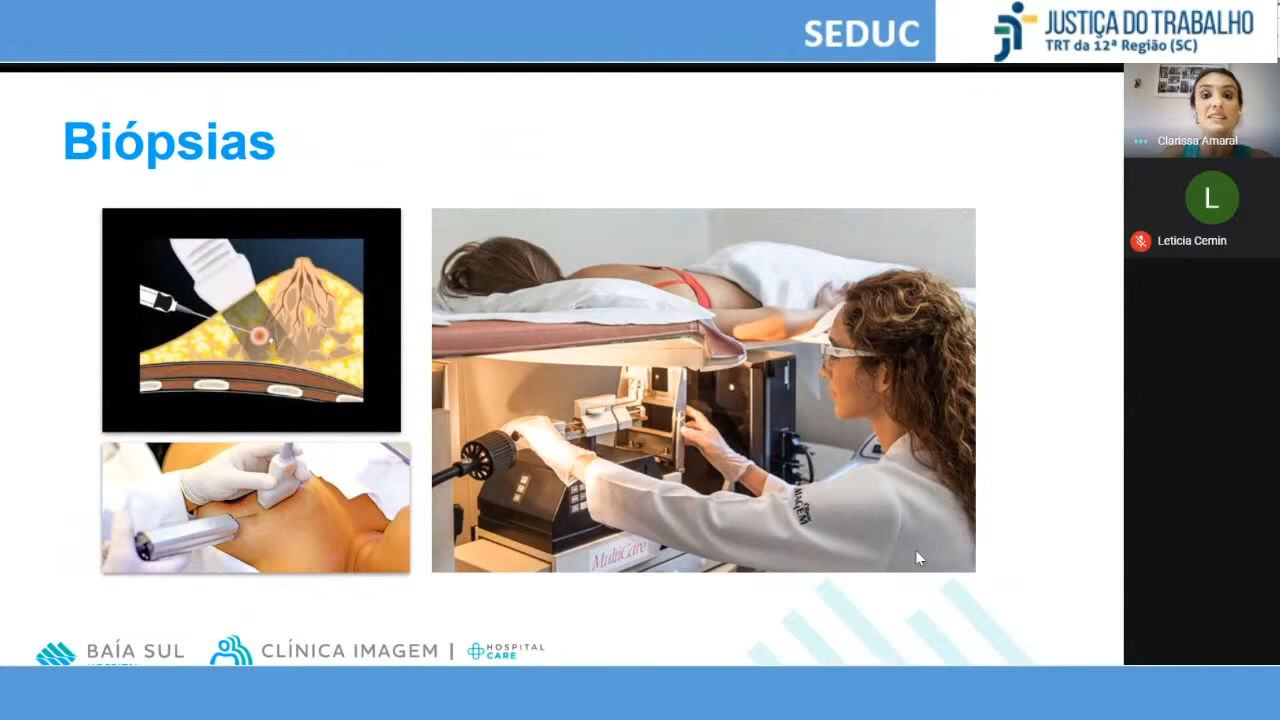 SEDUC
JUSTIÇA DO TRABALHO
TRT da 12ª Região (SC)
Clarissa Amaral
L
Leticia Cemin
Biópsias
MultiCare
IMAGEM
BAÍA SUL
CLÍNICA IMAGEM |
HOSPITAL
CARE